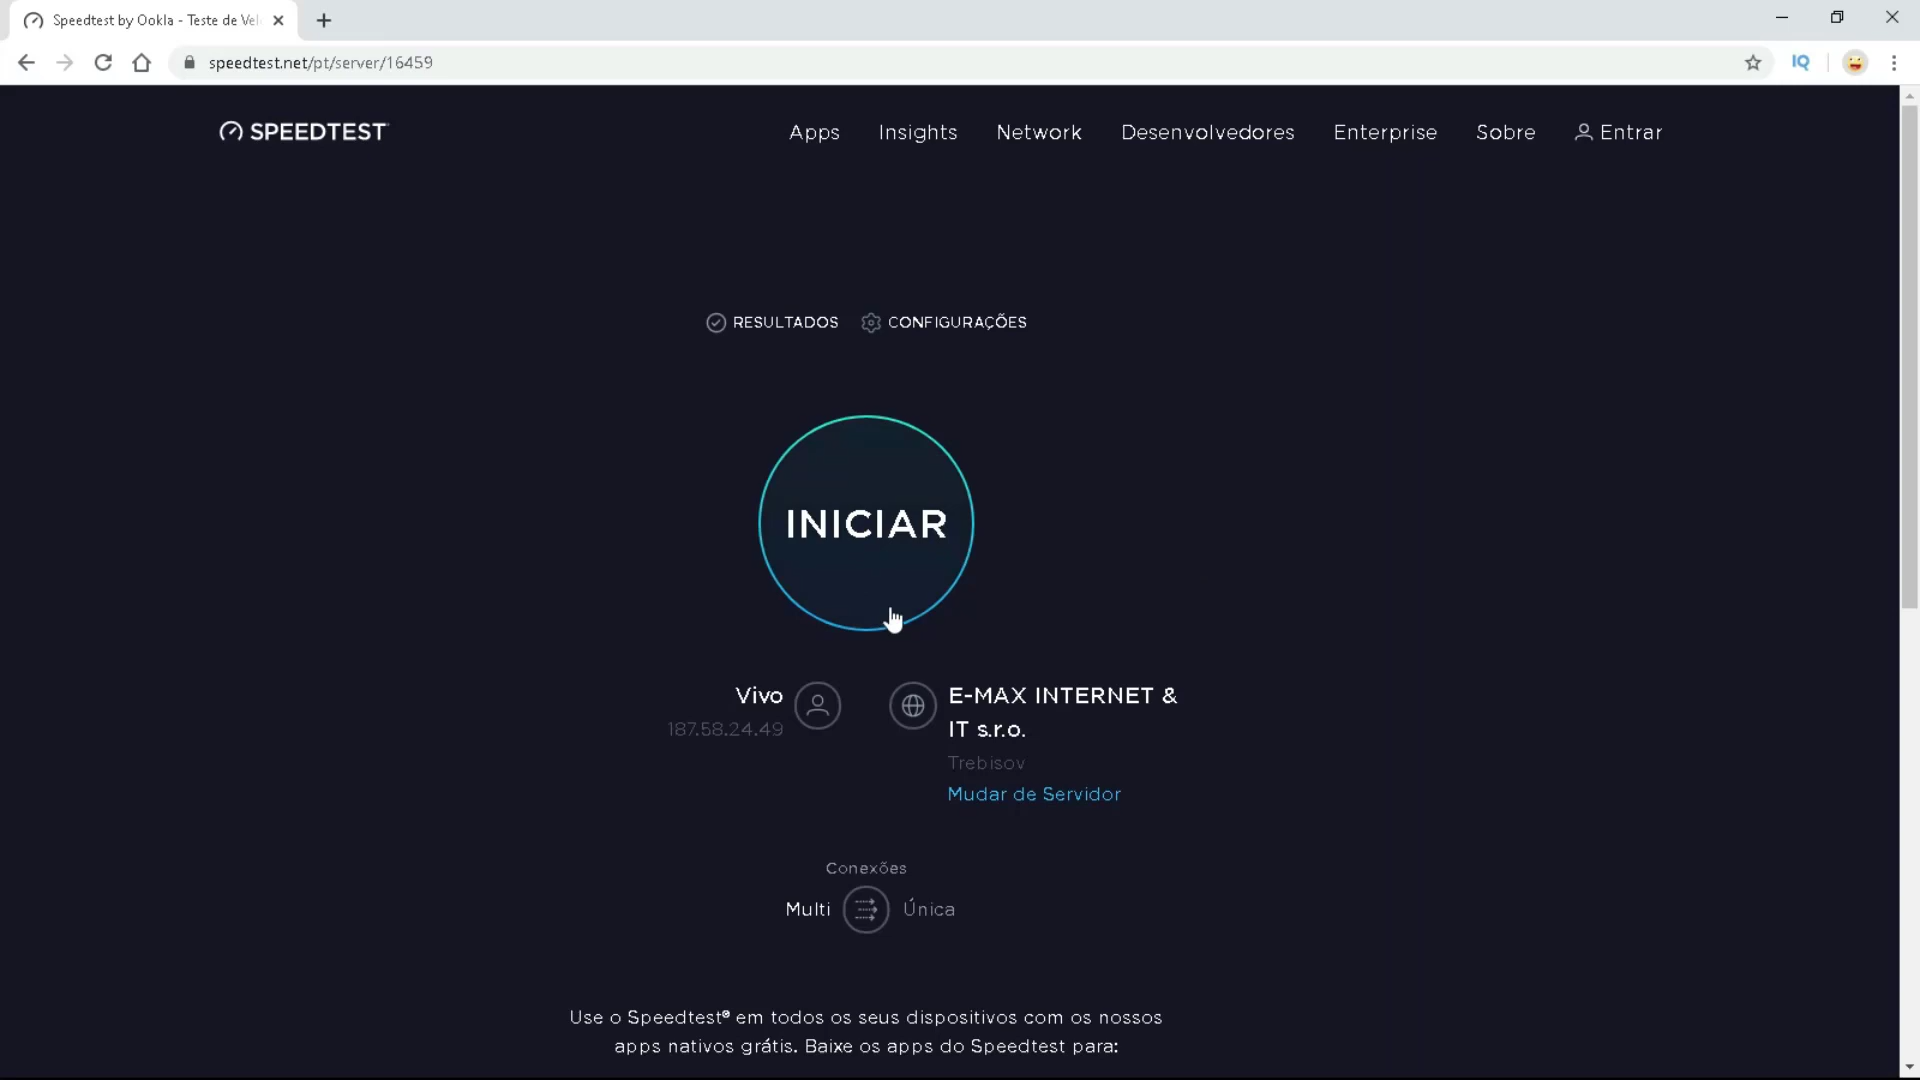 Speedtest by Ookla - Teste de Vel
speedtest.net/pt/server/16459
IQ
SPEEDTEST
Apps
Insights
Network
Desenvolvedores
Enterprise
Sobre
Entrar
RESULTADOS
CONFIGURAÇÕES
INICIAR
Vivo
187.58.24.49
E-MAX INTERNET &
IT s.r.o.
Trebisov
Mudar de Servidor
Conexões
Multi
Única
Use o Speedtest® em todos os seus dispositivos com os nossos
apps nativos grátis. Baixe os apps do Speedtest para: